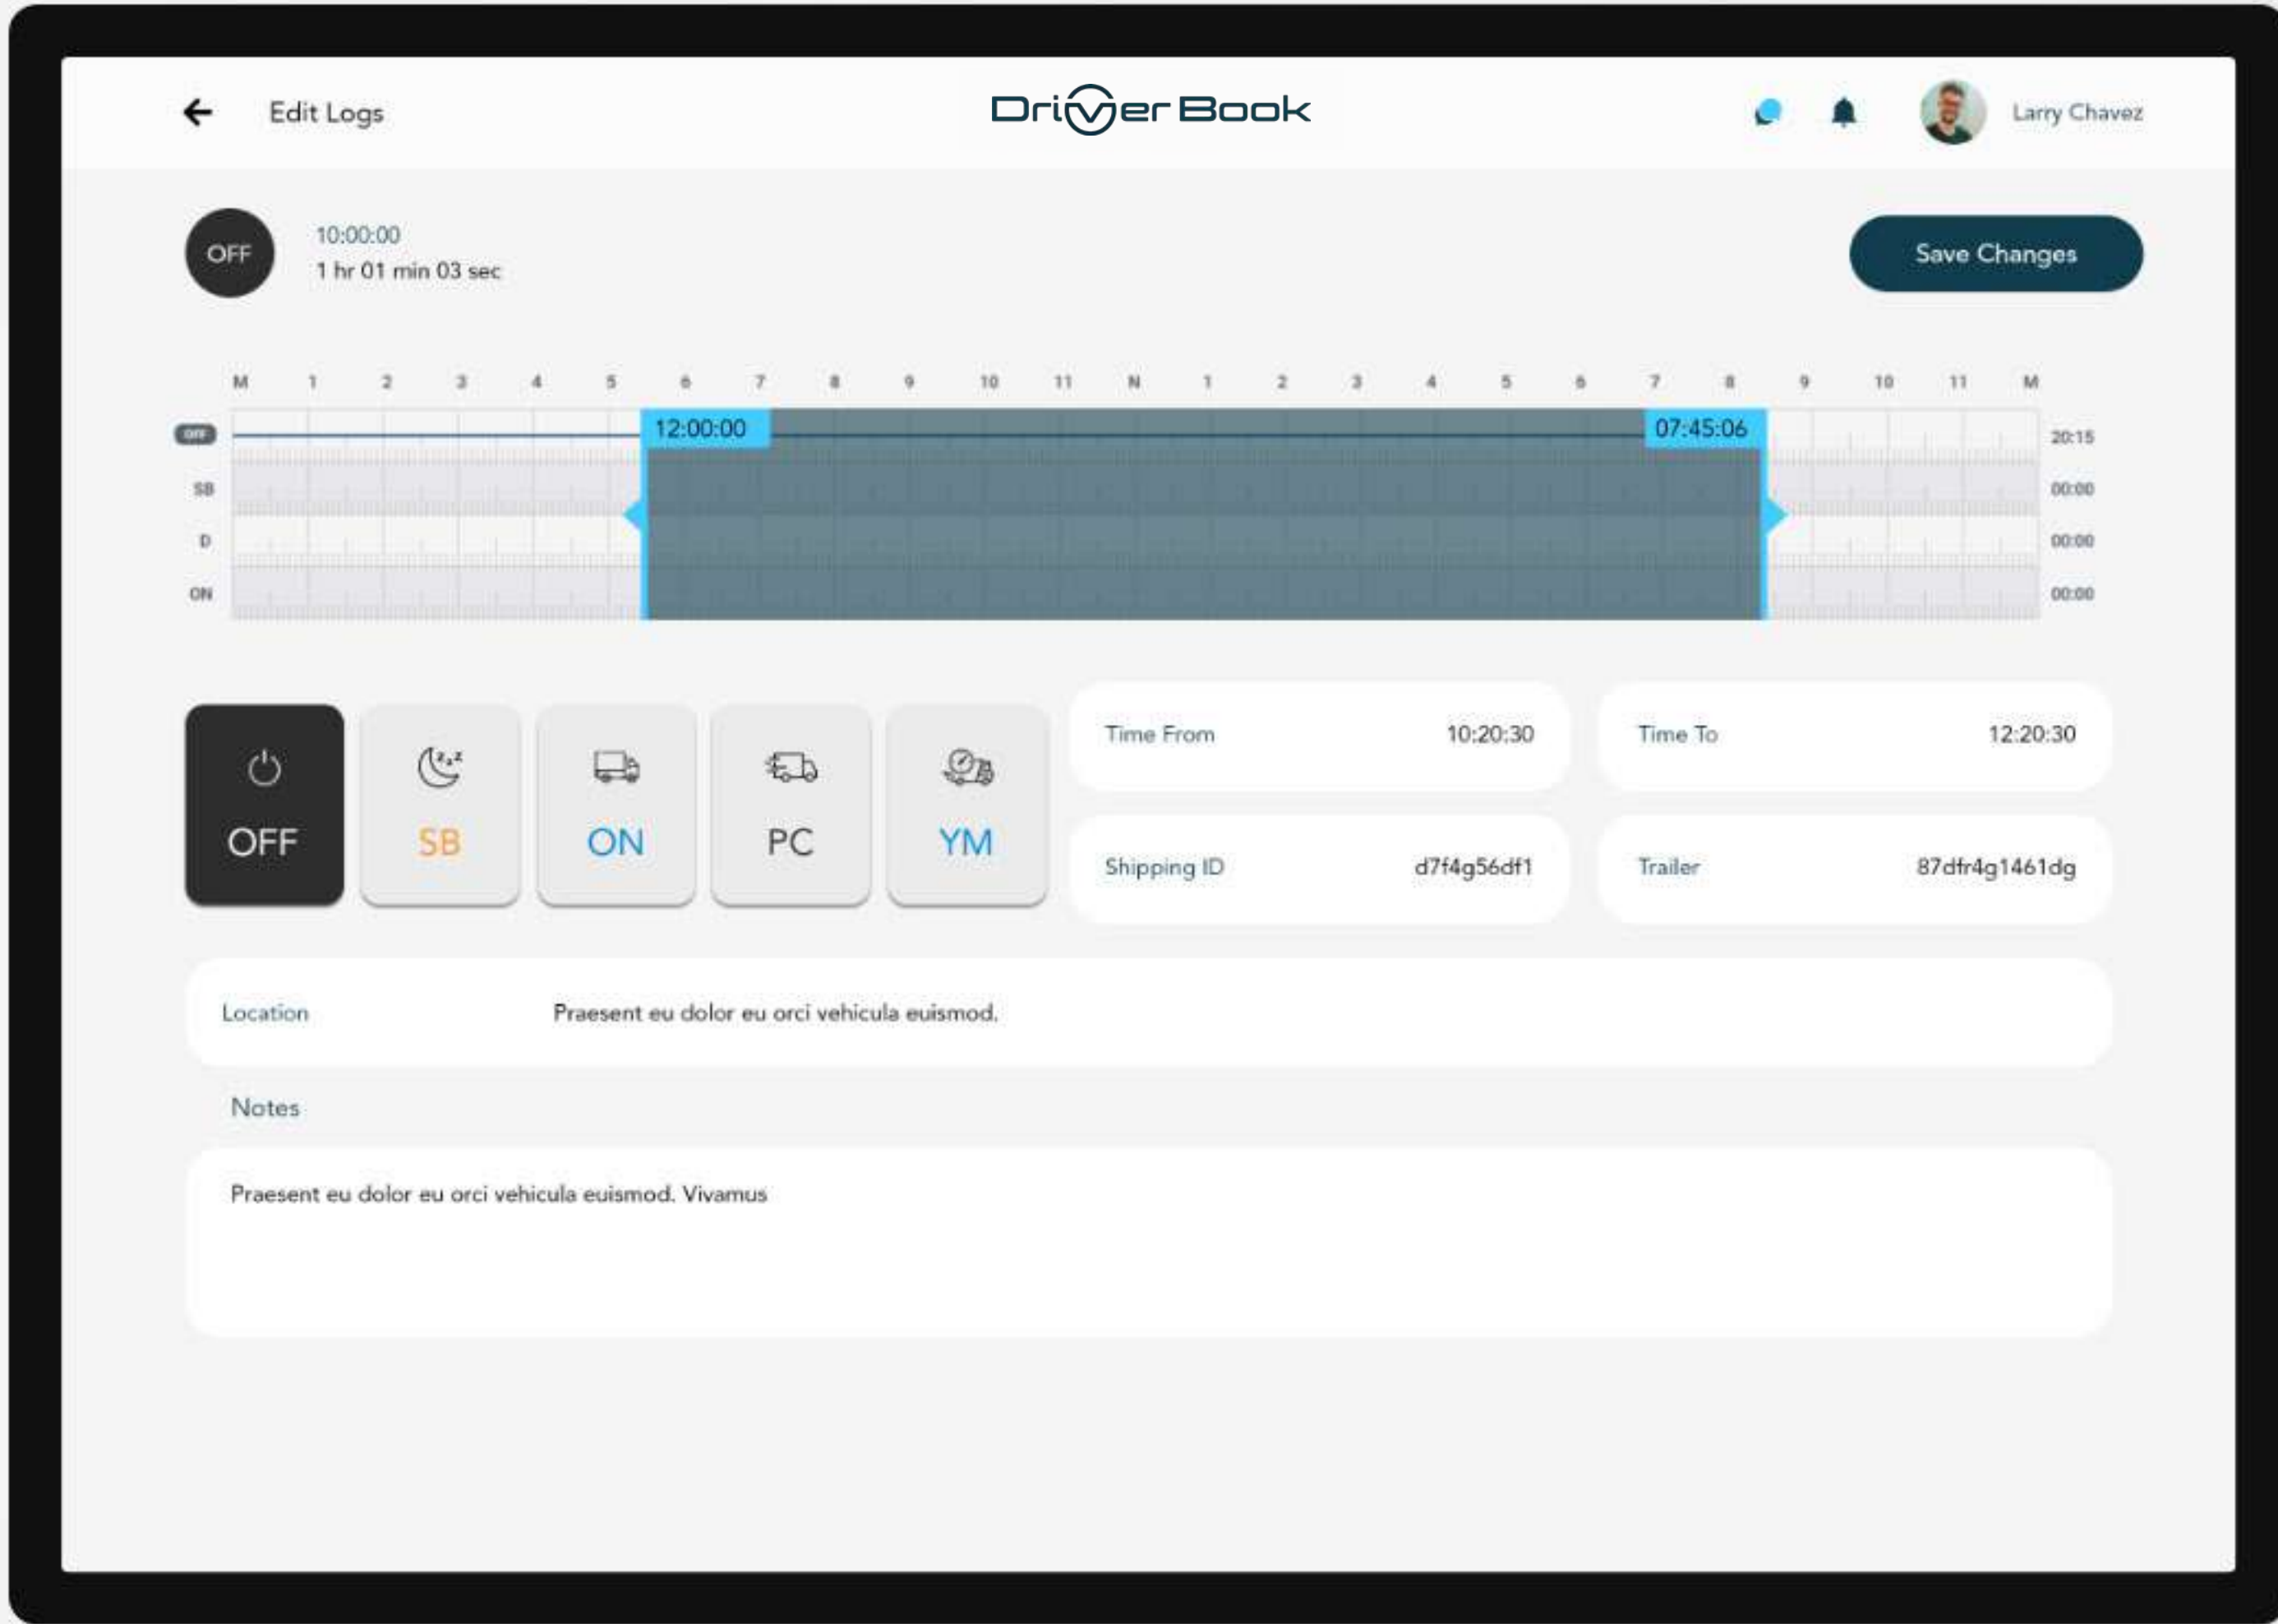 Edit Logs
Driver Book
Larry Chavez
OFF
10:00:00
1 hr 01 min 03 sec
Save Changes
M 1 2 3 4 5 6 7 8 9 10 11 N 1 2 3 4 5 6 7 8 9 10 11 M
12:00:00
07:45:06
OFF
20:15
SB
00:00
D
00:00
ON
00:00
OFF
SB
ON
PC
YM
Time From 10:20:30
Time To 12:20:30
Shipping ID d7f4g56df1
Trailer 87dfr4g1461dg
Location Praesent eu dolor eu orci vehicula euismod.
Notes
Praesent eu dolor eu orci vehicula euismod. Vivamus